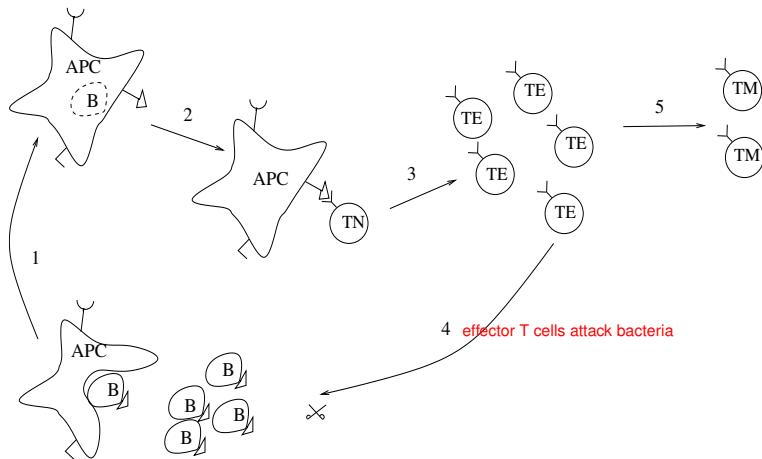 APC
B
2
APC
TN
3
TE
TE
TE
TE
TE
5
TM
TM
1
4 effector T cells attack bacteria
APC
B
B
B
B
B